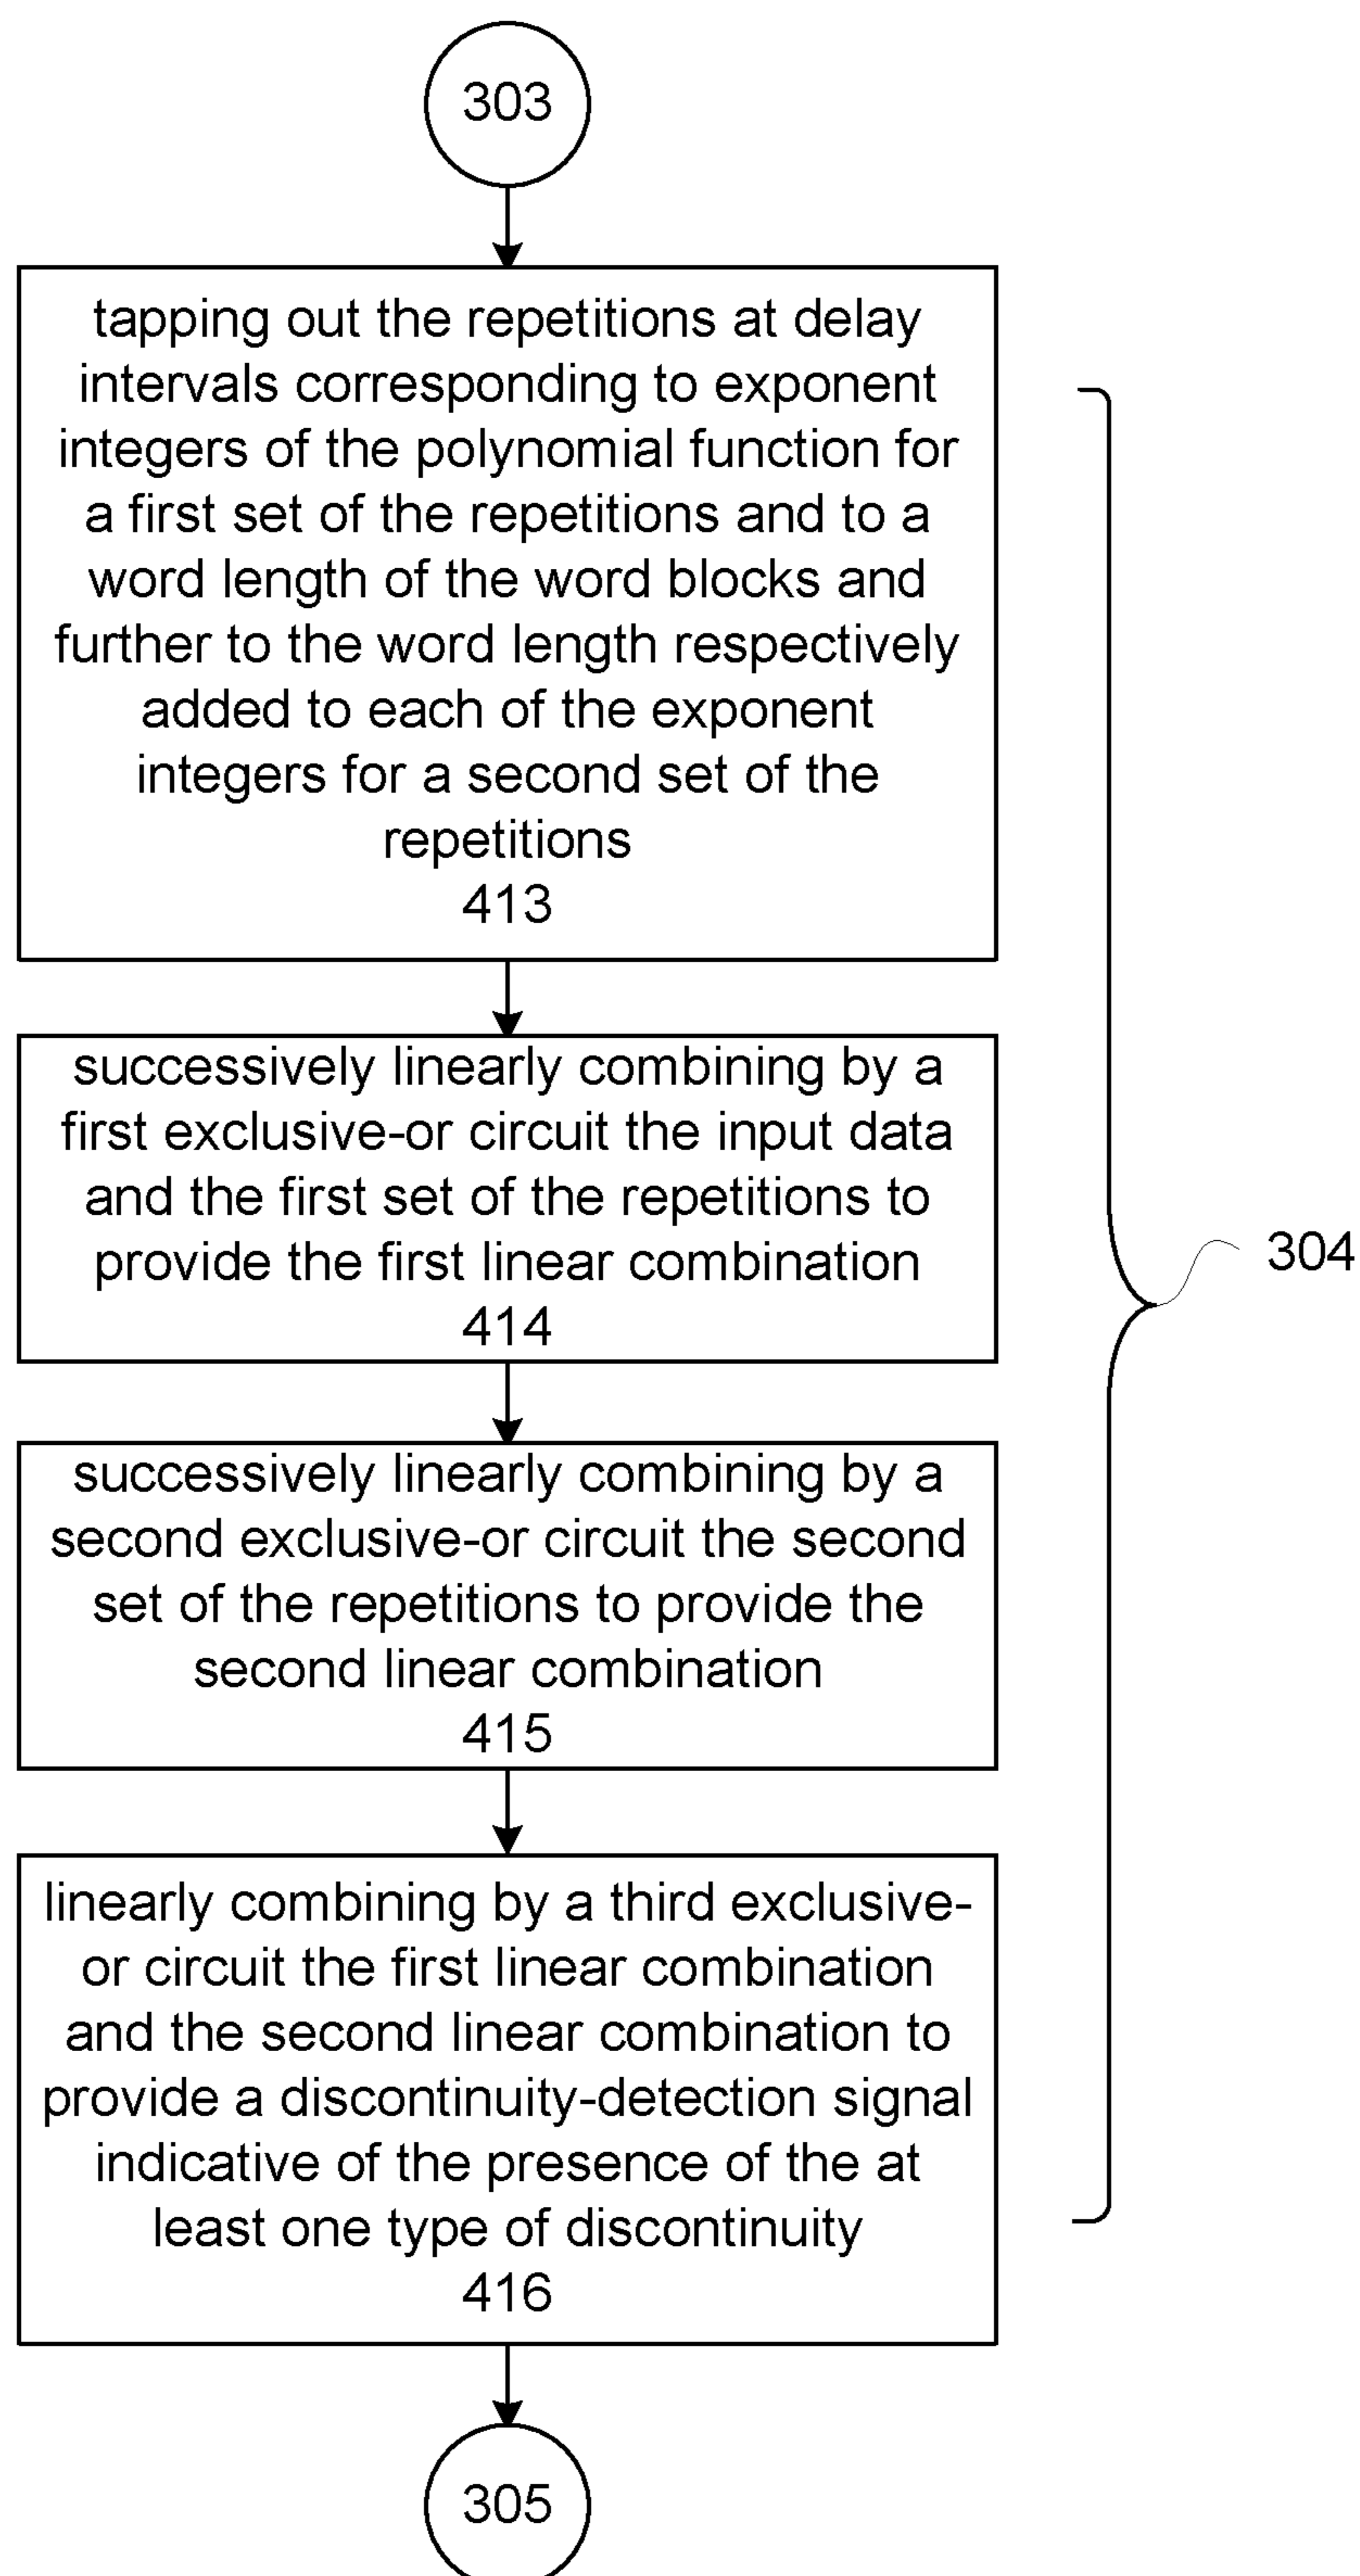 303
tapping out the repetitions at delay
intervals corresponding to exponent
integers of the polynomial function for
a first set of the repetitions and to a
word length of the word blocks and
further to the word length respectively
added to each of the exponent
integers for a second set of the
repetitions
413
successively linearly combining by a
first exclusive-or circuit the input data
and the first set of the repetitions to
provide the first linear combination
414
304
successively linearly combining by a
second exclusive-or circuit the second
set of the repetitions to provide the
second linear combination
415
linearly combining by a third exclusive-
or circuit the first linear combination
and the second linear combination to
provide a discontinuity-detection signal
indicative of the presence of the at
least one type of discontinuity
416
305